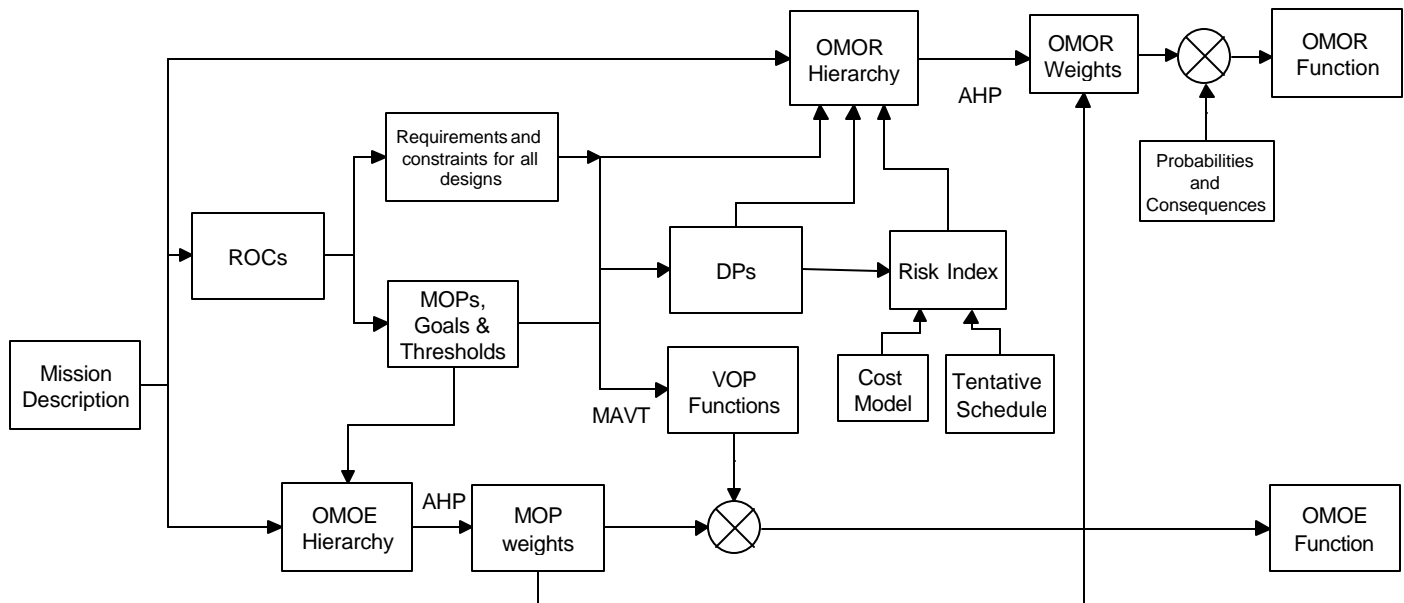 OMOR
Hierarchy
AHP
OMOR
Weights
OMOR
Function
Requirements and
constraints for all
designs
Probabilities
and
Consequences
ROCs
DPs
Risk Index
MOPs,
Goals &
Thresholds
Mission
Description
MAVT
VOP
Functions
Cost
Model
Tentative
Schedule
OMOE
Hierarchy
AHP
MOP
weights
OMOE
Function